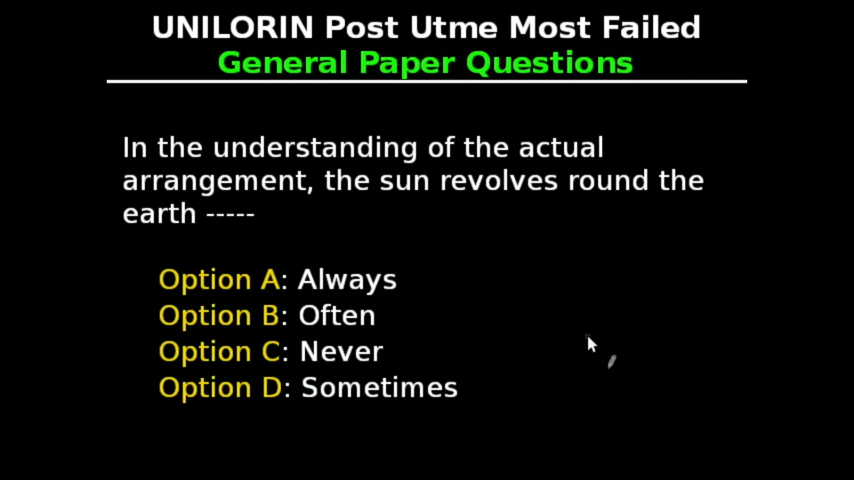 UNILORIN Post Utme Most Failed
General Paper Questions
In the understanding of the actual
arrangement, the sun revolves round the
earth -----
Option A: Always
Option B: Often
Option C: Never
Option D: Sometimes